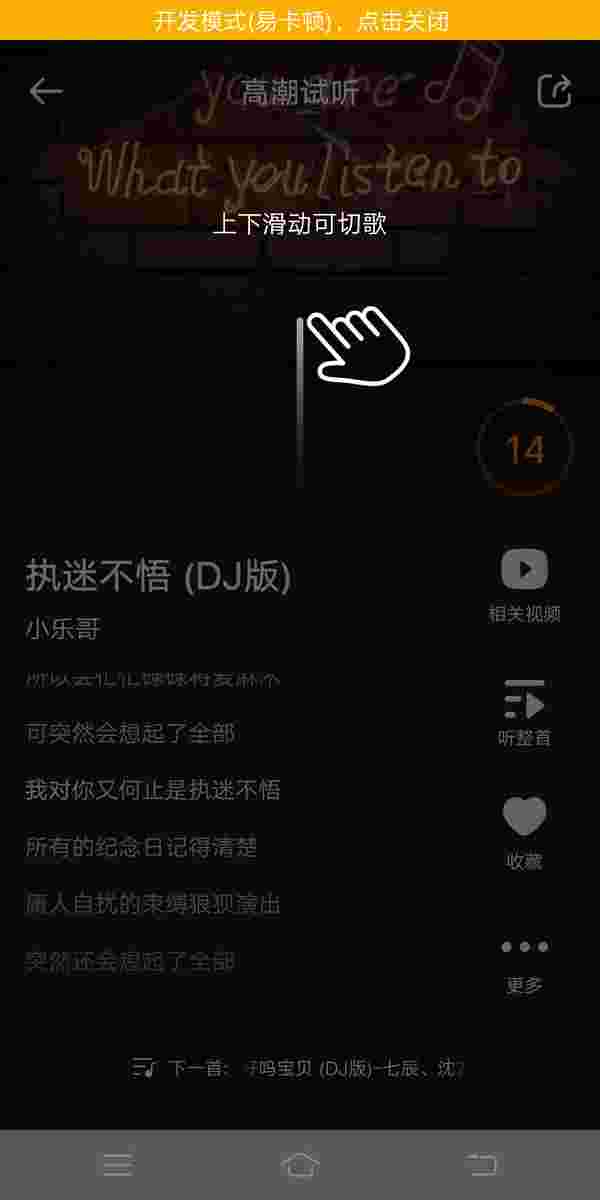 开发模式(易卡顿)，点击关闭
you are
高潮试听
What you listen to
上下滑动可切歌
14
执迷不悟 (DJ版)
相关视频
小乐哥
可突然会想起了全部
听整首
我对你又何止是执迷不悟
所有的纪念日记得清楚
收藏
庸人自扰的束缚狼狈演出
突然还会想起了全部
更多
下一首: 好吗宝贝 (DJ版)-七辰、沈